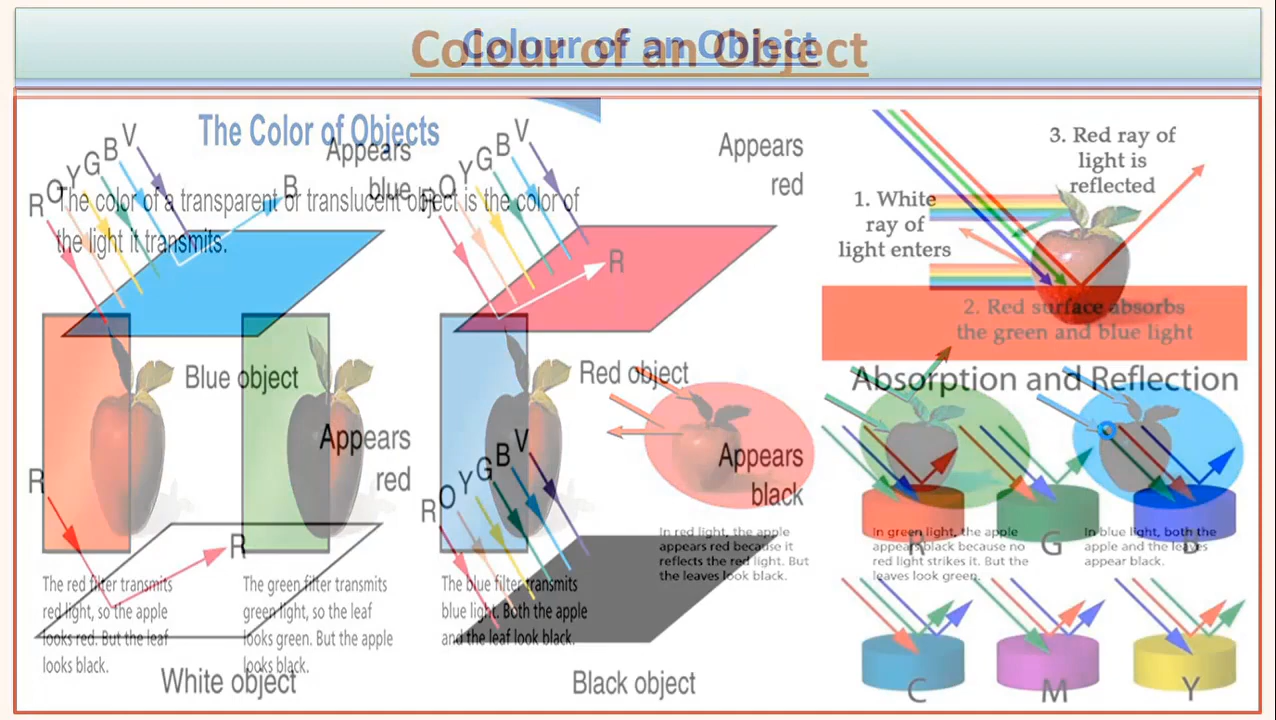 Colour of an Object
Colour of an Object
The Color of Objects
The color of a transparent or translucent object is the color of
the light it transmits.
R O Y G B V
B
Appears
blue
Blue object
R O Y G B V
R
Appears
red
Red object
R
R
Appears
red
White object
R O Y G B V
Appears
black
Black object
The red filter transmits
red light, so the apple
looks red. But the leaf
looks black.
The green filter transmits
green light, so the leaf
looks green. But the apple
looks black.
The blue filter transmits
blue light. Both the apple
and the leaf look black.
1. White
ray of
light enters
3. Red ray of
light is
reflected
2. Red surface absorbs
the green and blue light
Absorption and Reflection
In red light, the apple
appears red because it
reflects the red light. But
the leaves look black.
In green light, the apple
appears black because no
red light strikes it. But the
leaves look green.
In blue light, both the
apple and the leaves
appear black.
R
G
B
C
M
Y